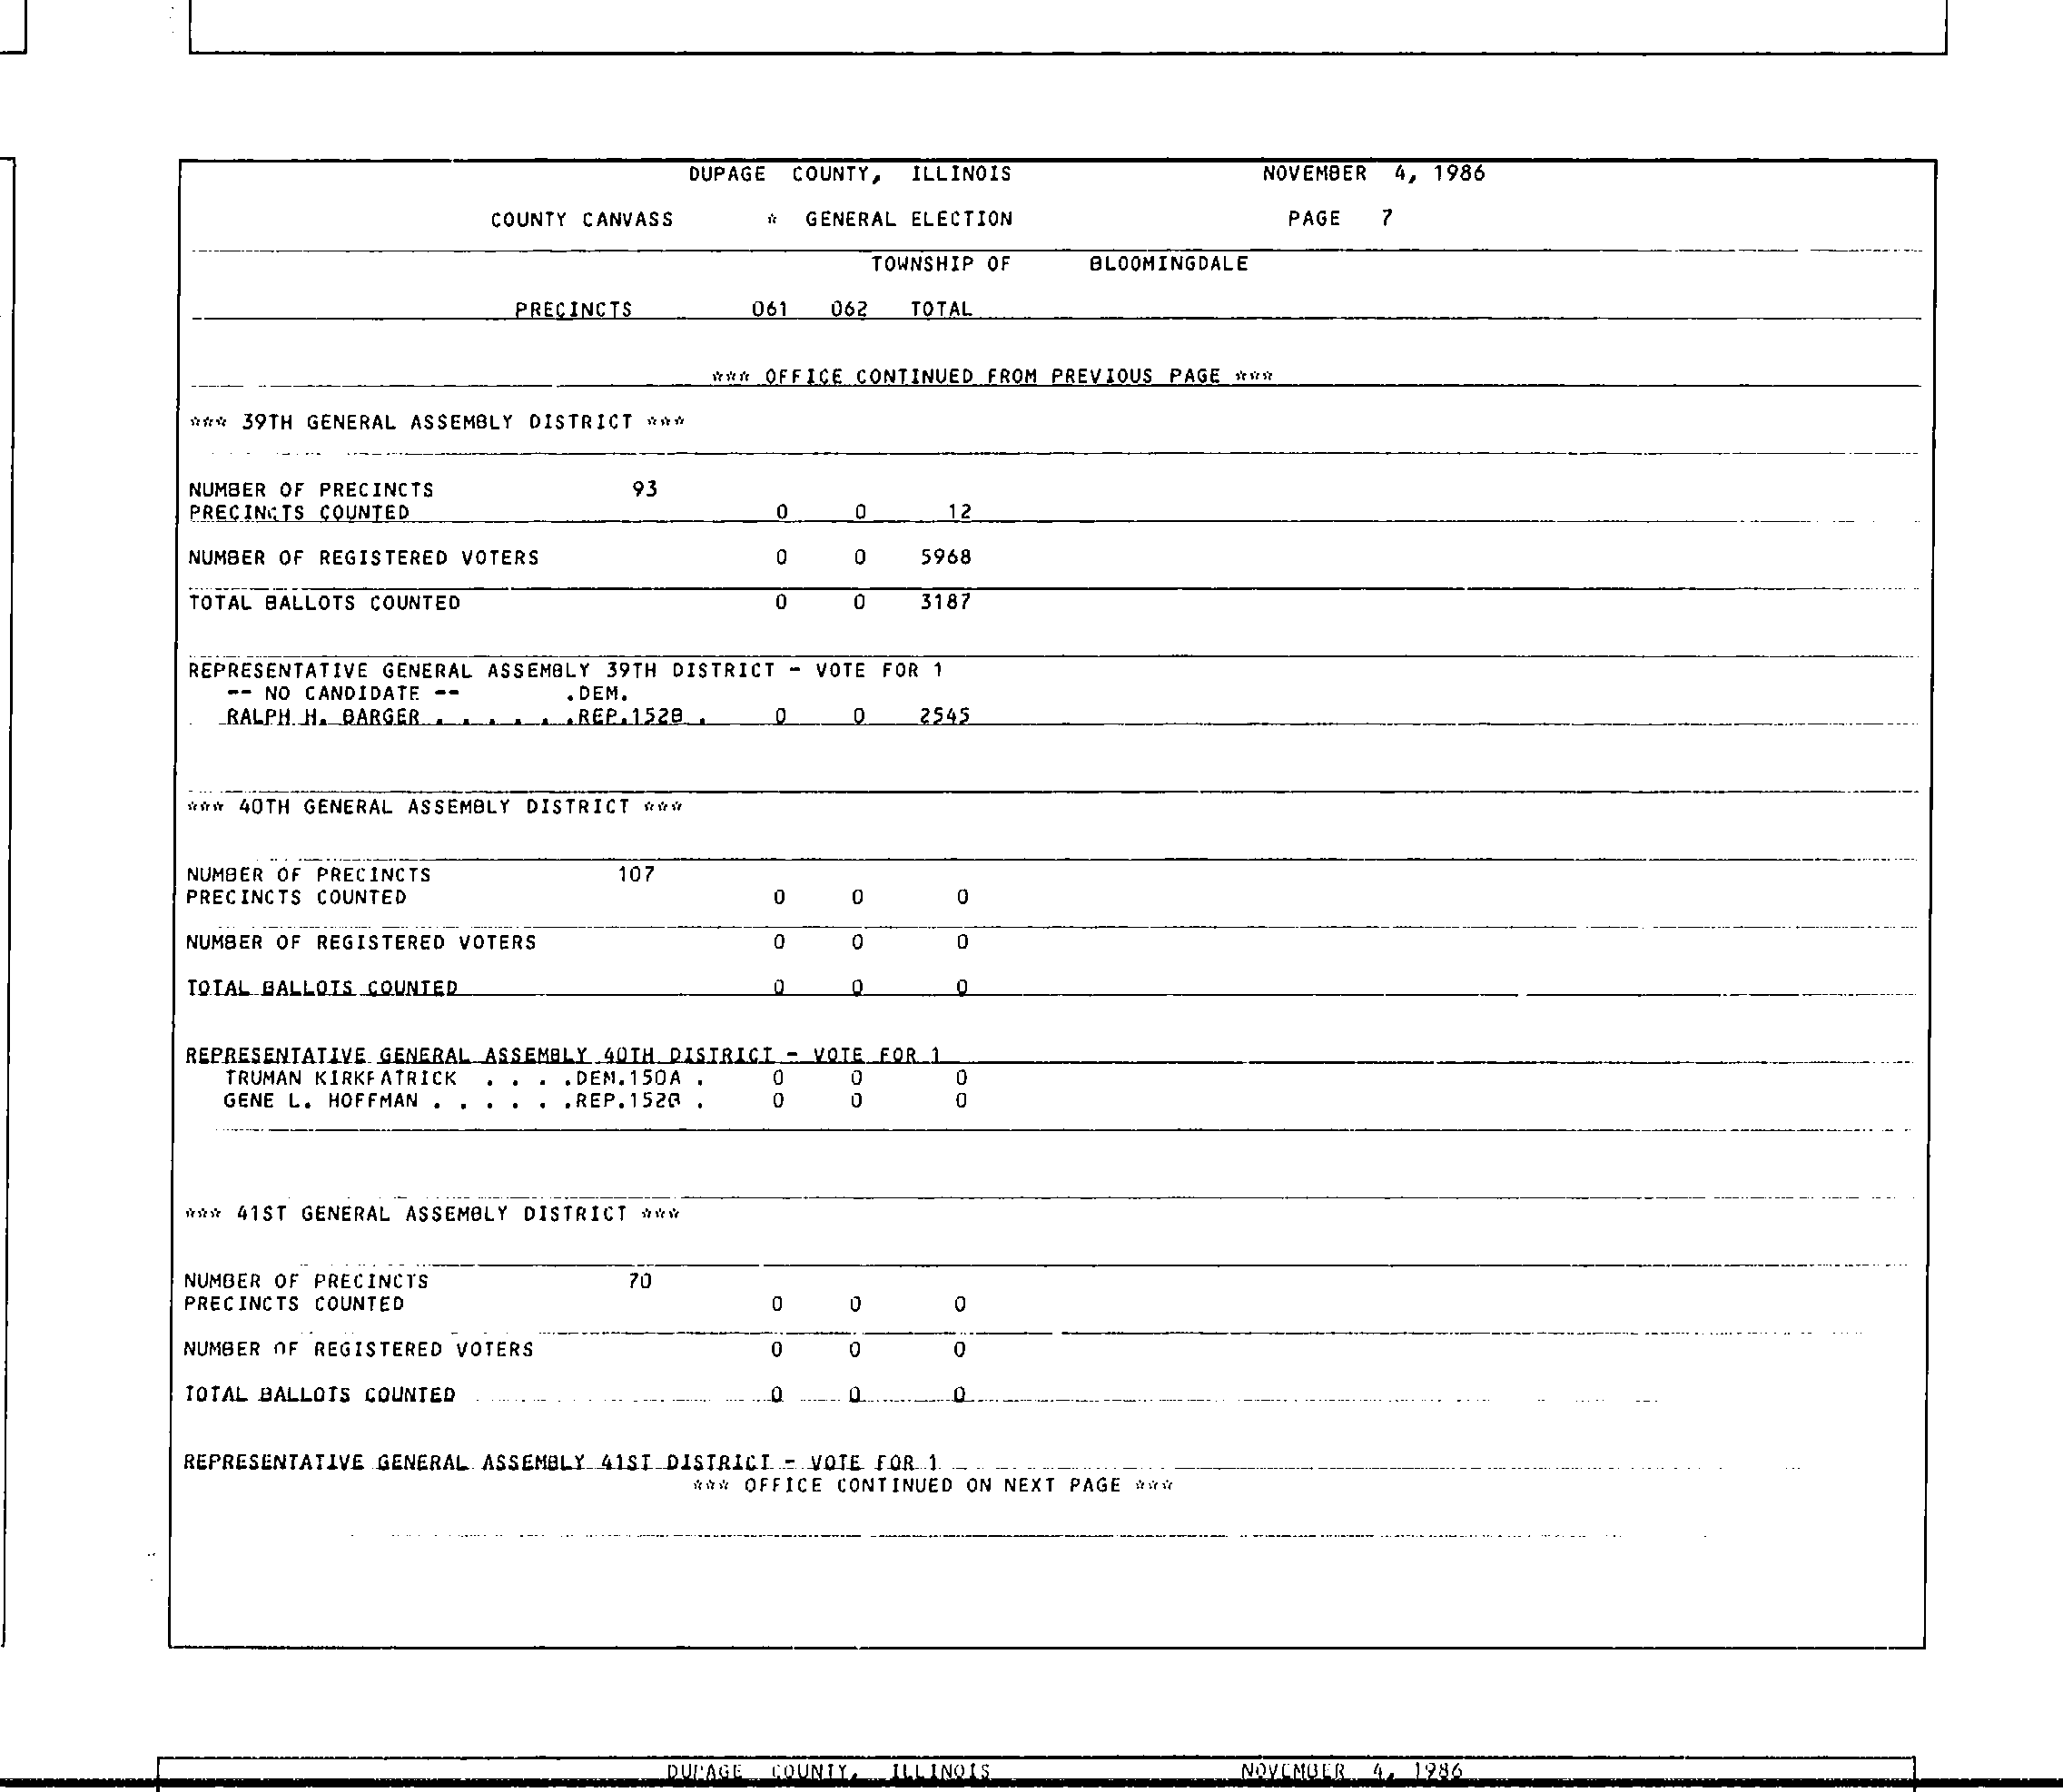 DUPAGE COUNTY, ILLINOIS NOVEMBER 4, 1986
COUNTY CANVASS * GENERAL ELECTION PAGE 7
TOWNSHIP OF BLOOMINGDALE
PRECINCTS 061 062 TOTAL
*** OFFICE CONTINUED FROM PREVIOUS PAGE ***
*** 39TH GENERAL ASSEMBLY DISTRICT ***
NUMBER OF PRECINCTS 93
PRECINCTS COUNTED 0 0 12
NUMBER OF REGISTERED VOTERS 0 0 5968
TOTAL BALLOTS COUNTED 0 0 3187
REPRESENTATIVE GENERAL ASSEMBLY 39TH DISTRICT - VOTE FOR 1
-- NO CANDIDATE -- .DEM.
RALPH H. BARGER . . . . . .REP.152B . 0 0 2545
*** 40TH GENERAL ASSEMBLY DISTRICT ***
NUMBER OF PRECINCTS 107
PRECINCTS COUNTED 0 0 0
NUMBER OF REGISTERED VOTERS 0 0 0
TOTAL BALLOTS COUNTED 0 0 0
REPRESENTATIVE GENERAL ASSEMBLY 40TH DISTRICT - VOTE FOR 1
TRUMAN KIRKPATRICK . . . .DEM.150A . 0 0 0
GENE L. HOFFMAN . . . . . .REP.152B . 0 0 0
*** 41ST GENERAL ASSEMBLY DISTRICT ***
NUMBER OF PRECINCTS 70
PRECINCTS COUNTED 0 0 0
NUMBER OF REGISTERED VOTERS 0 0 0
TOTAL BALLOTS COUNTED 0 0 0
REPRESENTATIVE GENERAL ASSEMBLY 41ST DISTRICT - VOTE FOR 1
*** OFFICE CONTINUED ON NEXT PAGE ***
DUPAGE COUNTY, ILLINOIS NOVEMBER 4, 1986